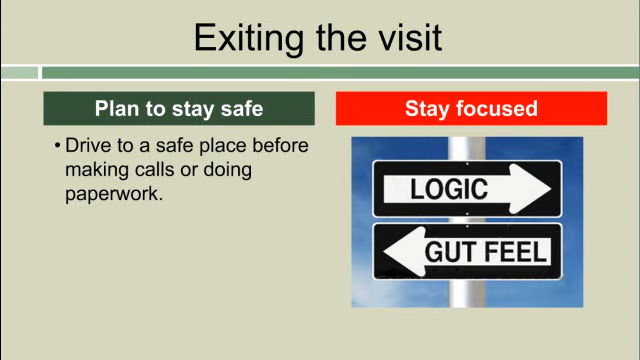 Exiting the visit
Plan to stay safe
• Drive to a safe place before
making calls or doing
paperwork.
Stay focused
LOGIC
GUT FEEL